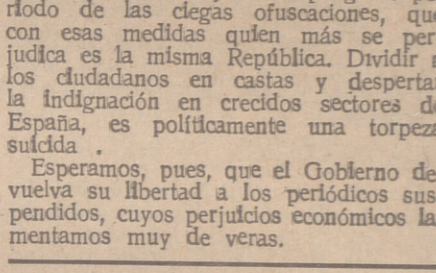 ríodo de las ciegas ofuscaciones, que
con esas medidas quien más se per-
judica es la misma República. Dividir a
los ciudadanos en castas y despertar
la indignación en crecidos sectores de
España, es políticamente una torpeza
suicida .
Esperamos, pues, que el Gobierno de-
vuelva su libertad a los periódicos sus-
pendidos, cuyos perjuicios económicos la-
mentamos muy de veras.